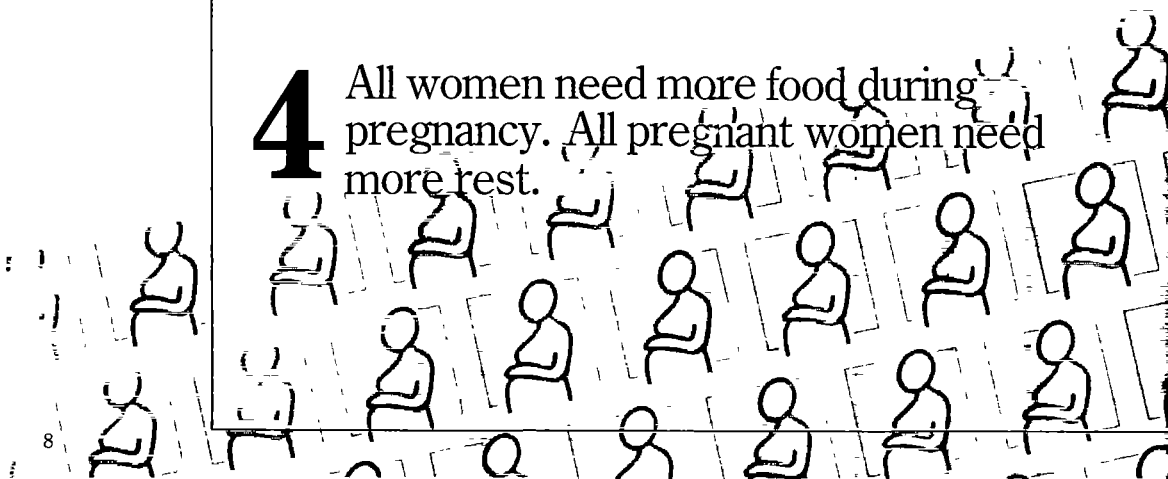 4
All women need more food during
pregnancy. All pregnant women need
more rest.
8